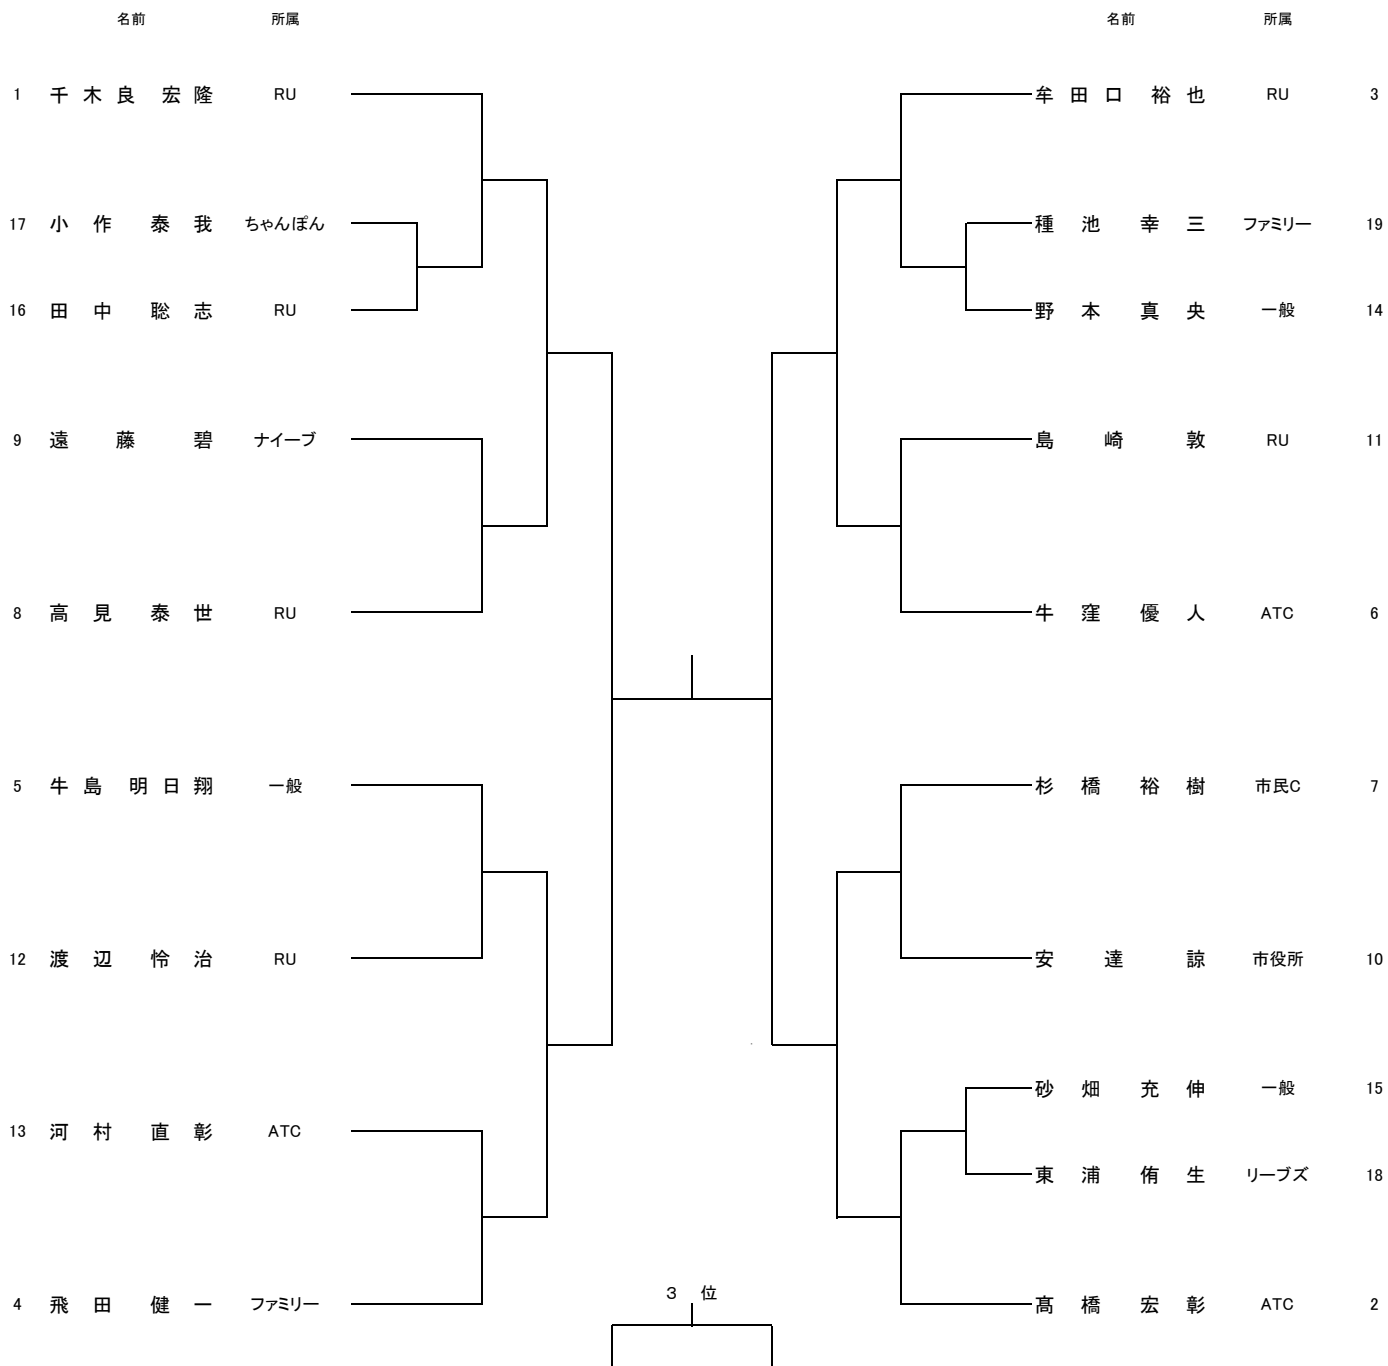 名前 所属 名前 所属
1 千木良 宏隆 RU 牟田口 裕也 RU 3
17 小作 泰我 ちゃんぽん 種池 幸三 ファミリー 19
16 田中 聡志 RU 野本 真央 一般 14
9 遠藤 碧 ナイーブ 島崎 敦 RU 11
8 高見 泰世 RU 牛窪 優人 ATC 6
5 牛島 明日翔 一般 杉橋 裕樹 市民C 7
12 渡辺 怜治 RU 安達 諒 市役所 10
砂畑 充伸 一般 15
13 河村 直彰 ATC
東浦 侑生 リーブズ 18
3 位
4 飛田 健一 ファミリー 髙橋 宏彰 ATC 2